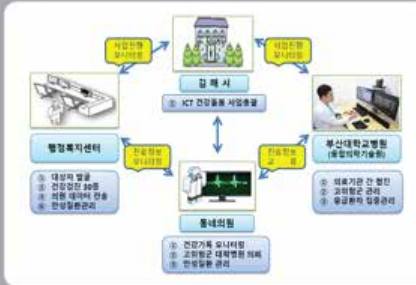 사업진행
모니터링
사업진행
모니터링
김해시
① ICT 건강돌봄 사업총괄
행정복지센터
① 대상자 발굴
② 건강검진 30종
③ 의원 데이터 전송
④ 만성질환관리
진료정보
모니터링
진료정보
교 류
부산대학교병원
(융합의학기술원)
① 의료기관 간 협진
② 고위험군 관리
③ 응급환자 집중관리
동네의원
① 건강기록 모니터링
② 고위험군 대학병원 의뢰
③ 만성질환 관리